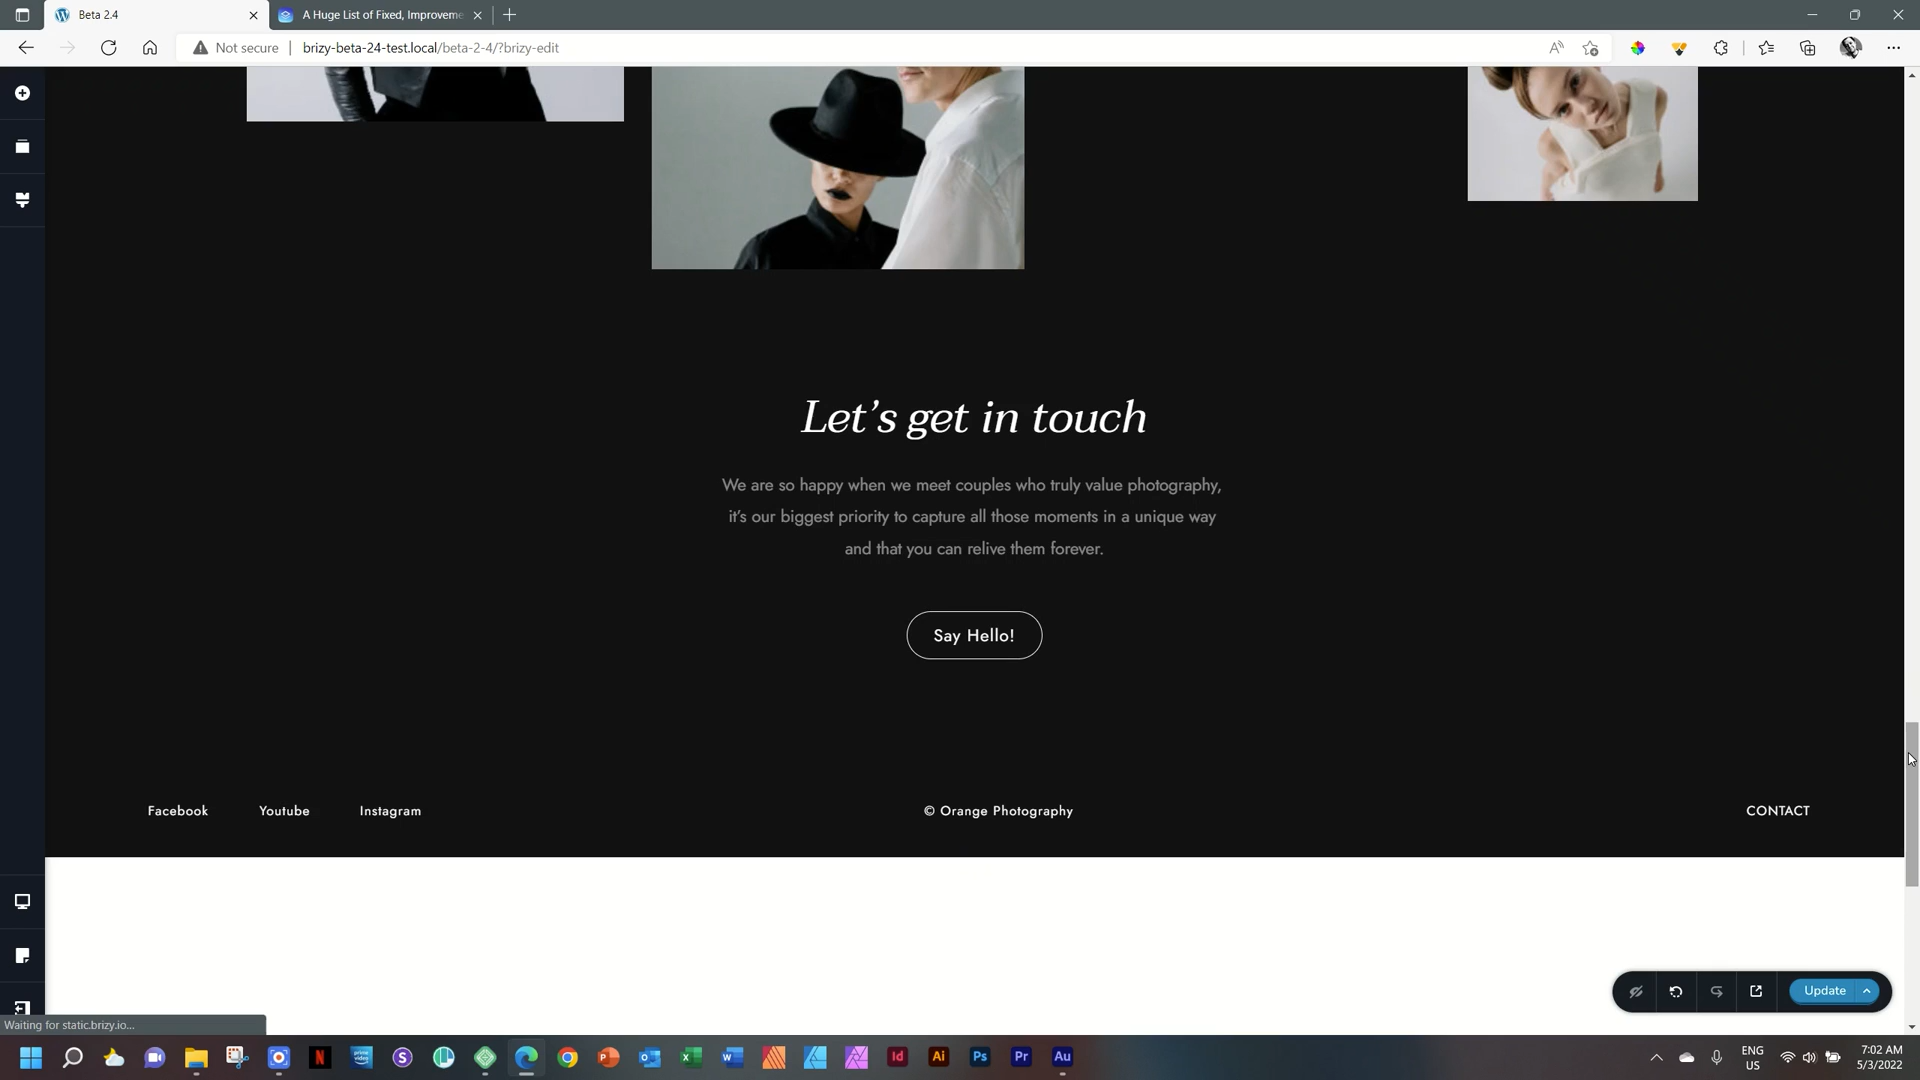 Beta 2.4
A Huge List of Fixed, Improveme
Not secure
brizy-beta-24-test.local/beta-2-4/?brizy-edit
Let's get in touch
We are so happy when we meet couples who truly value photography,
it's our biggest priority to capture all those moments in a unique way
and that you can relive them forever.
Say Hello!
Facebook Youtube Instagram © Orange Photography CONTACT
Update
Waiting for static.brizy.io...
ENG
US
7:02 AM
5/3/2022